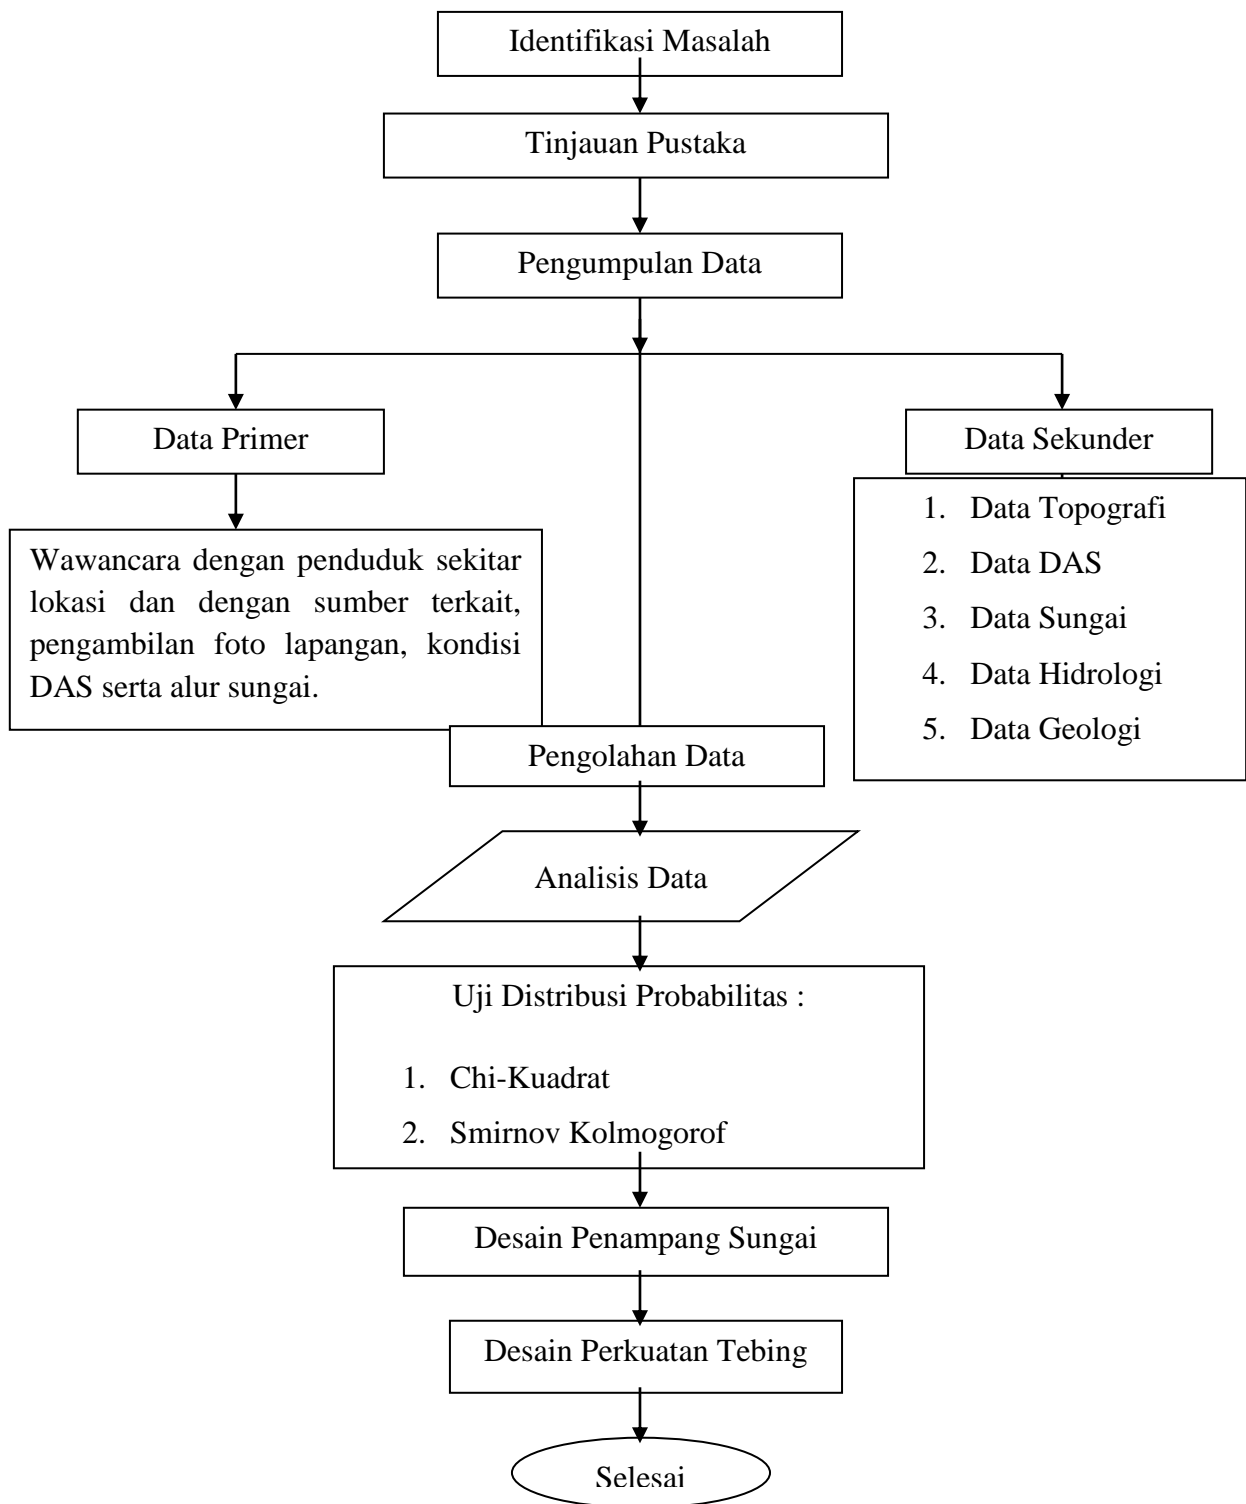 Identifikasi Masalah
Tinjauan Pustaka
Pengumpulan Data
Data Primer
Data Sekunder
Wawancara dengan penduduk sekitar
lokasi dan dengan sumber terkait,
pengambilan foto lapangan, kondisi
DAS serta alur sungai.
1. Data Topografi
2. Data DAS
3. Data Sungai
4. Data Hidrologi
5. Data Geologi
Pengolahan Data
Analisis Data
Uji Distribusi Probabilitas :
1. Chi-Kuadrat
2. Smirnov Kolmogorof
Desain Penampang Sungai
Desain Perkuatan Tebing
Selesai